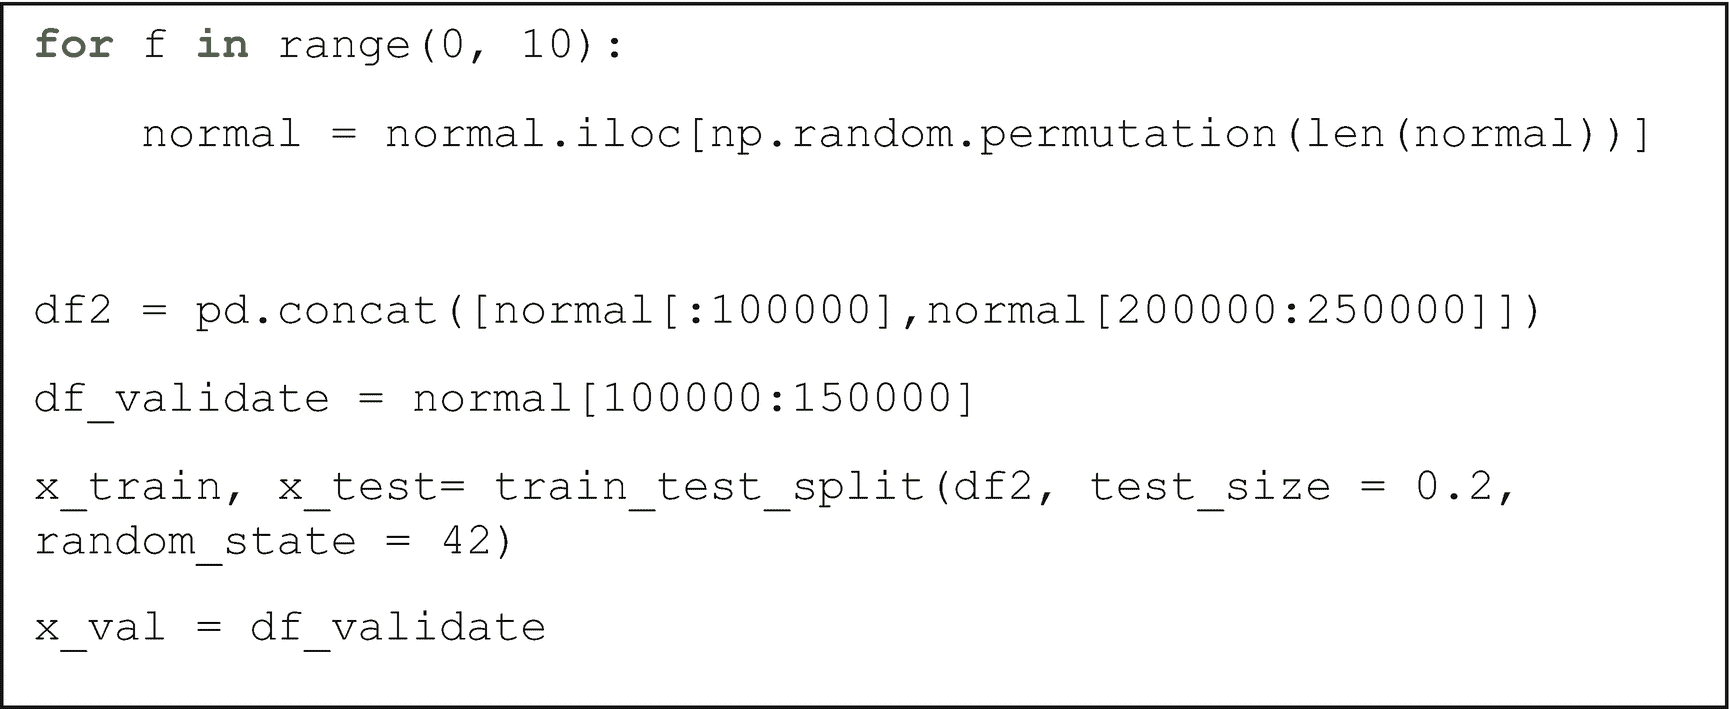 for f in range(0, 10):
    normal = normal.iloc[np.random.permutation(len(normal))]
df2 = pd.concat([normal[:100000],normal[200000:250000]])
df_validate = normal[100000:150000]
x_train, x_test= train_test_split(df2, test_size = 0.2,
random_state = 42)
x_val = df_validate